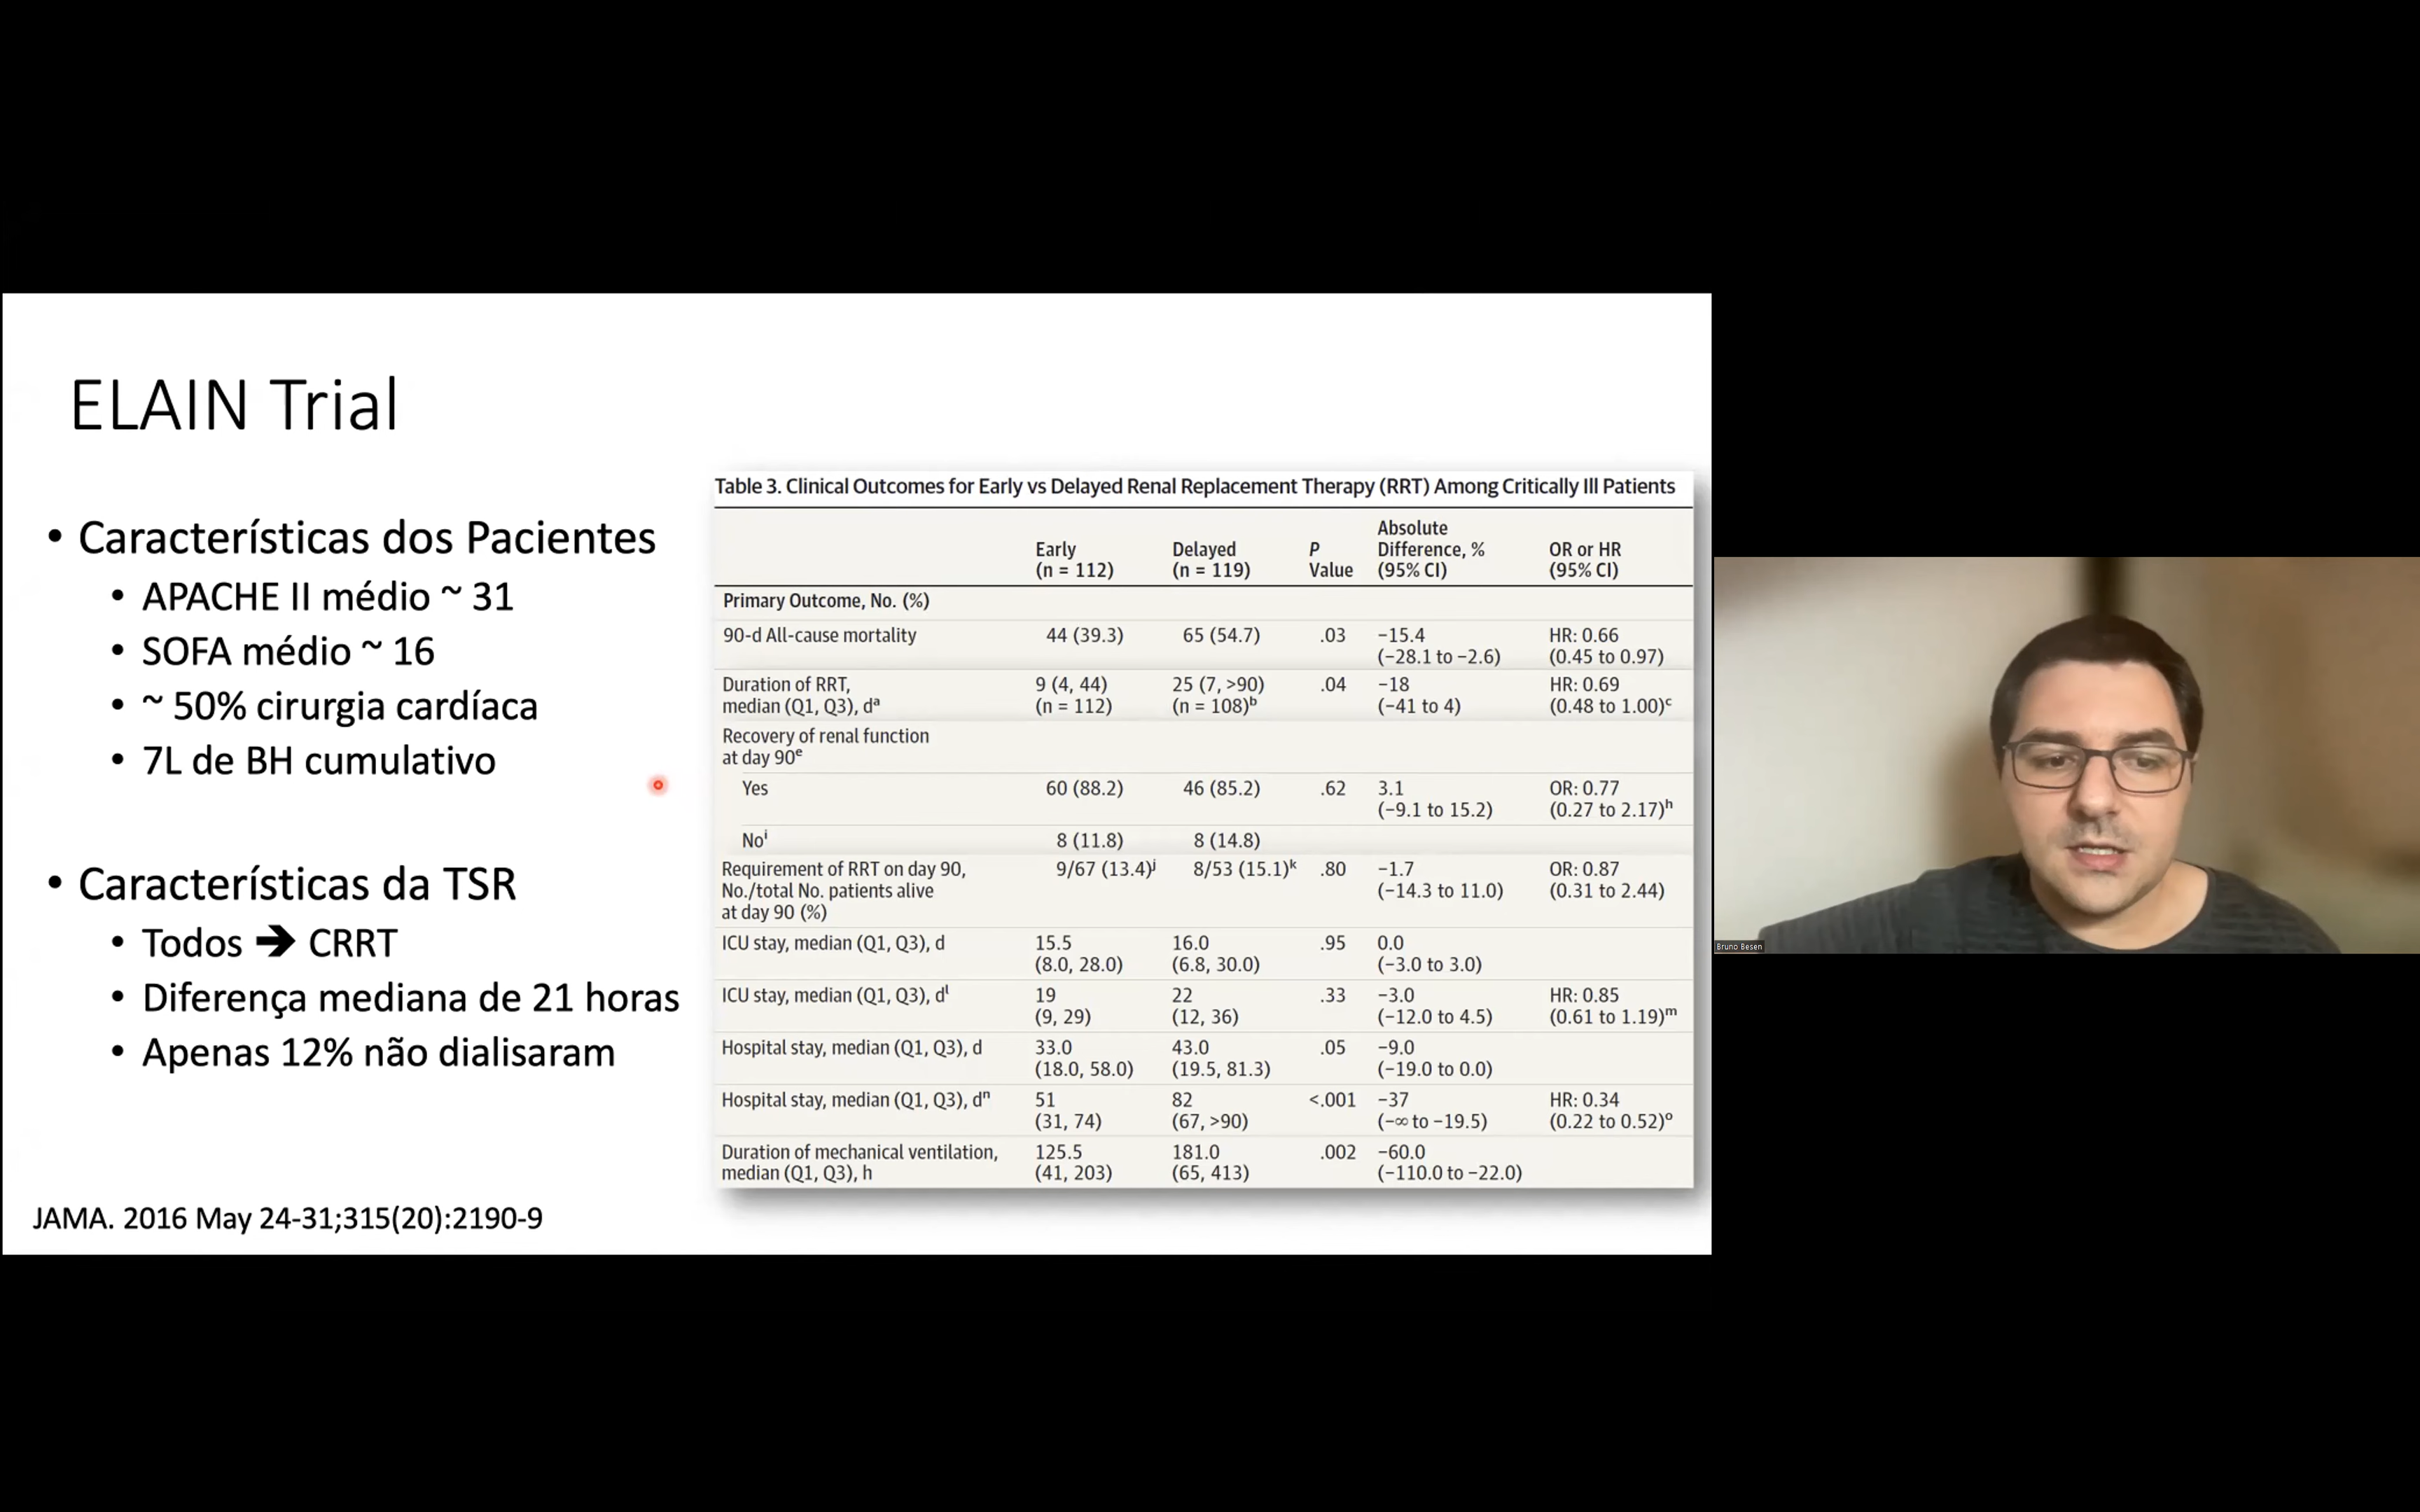 ELAIN Trial
• Características dos Pacientes
• APACHE II médio ~ 31
• SOFA médio ~ 16
• ~ 50% cirurgia cardíaca
• 7L de BH cumulativo
• Características da TSR
• Todos ➔ CRRT
• Diferença mediana de 21 horas
• Apenas 12% não dialisaram
JAMA. 2016 May 24-31;315(20):2190-9
Table 3. Clinical Outcomes for Early vs Delayed Renal Replacement Therapy (RRT) Among Critically Ill Patients
Early (n = 112) Delayed (n = 119) P Value Absolute Difference, % (95% CI) OR or HR (95% CI)
Primary Outcome, No. (%)
90-d All-cause mortality 44 (39.3) 65 (54.7) .03 −15.4 HR: 0.66
(−28.1 to −2.6) (0.45 to 0.97)
Duration of RRT, 9 (4, 44) 25 (7, >90) .04 −18 HR: 0.69
median (Q1, Q3), dᵃ (n = 112) (n = 108)ᵇ (−41 to 4) (0.48 to 1.00)ᶜ
Recovery of renal function
at day 90ᵉ
Yes 60 (88.2) 46 (85.2) .62 3.1 OR: 0.77
(−9.1 to 15.2) (0.27 to 2.17)ʰ
Noⁱ 8 (11.8) 8 (14.8)
Requirement of RRT on day 90, 9/67 (13.4)ʲ 8/53 (15.1)ᵏ .80 −1.7 OR: 0.87
No./total No. patients alive (−14.3 to 11.0) (0.31 to 2.44)
at day 90 (%)
ICU stay, median (Q1, Q3), d 15.5 16.0 .95 0.0
(8.0, 28.0) (6.8, 30.0) (−3.0 to 3.0)
ICU stay, median (Q1, Q3), dˡ 19 22 .33 −3.0 HR: 0.85
(9, 29) (12, 36) (−12.0 to 4.5) (0.61 to 1.19)ᵐ
Hospital stay, median (Q1, Q3), d 33.0 43.0 .05 −9.0
(18.0, 58.0) (19.5, 81.3) (−19.0 to 0.0)
Hospital stay, median (Q1, Q3), dⁿ 51 82 <.001 −37 HR: 0.34
(31, 74) (67, >90) (−∞ to −19.5) (0.22 to 0.52)ᵒ
Duration of mechanical ventilation, 125.5 181.0 .002 −60.0
median (Q1, Q3), h (41, 203) (65, 413) (−110.0 to −22.0)
Bruno Besen